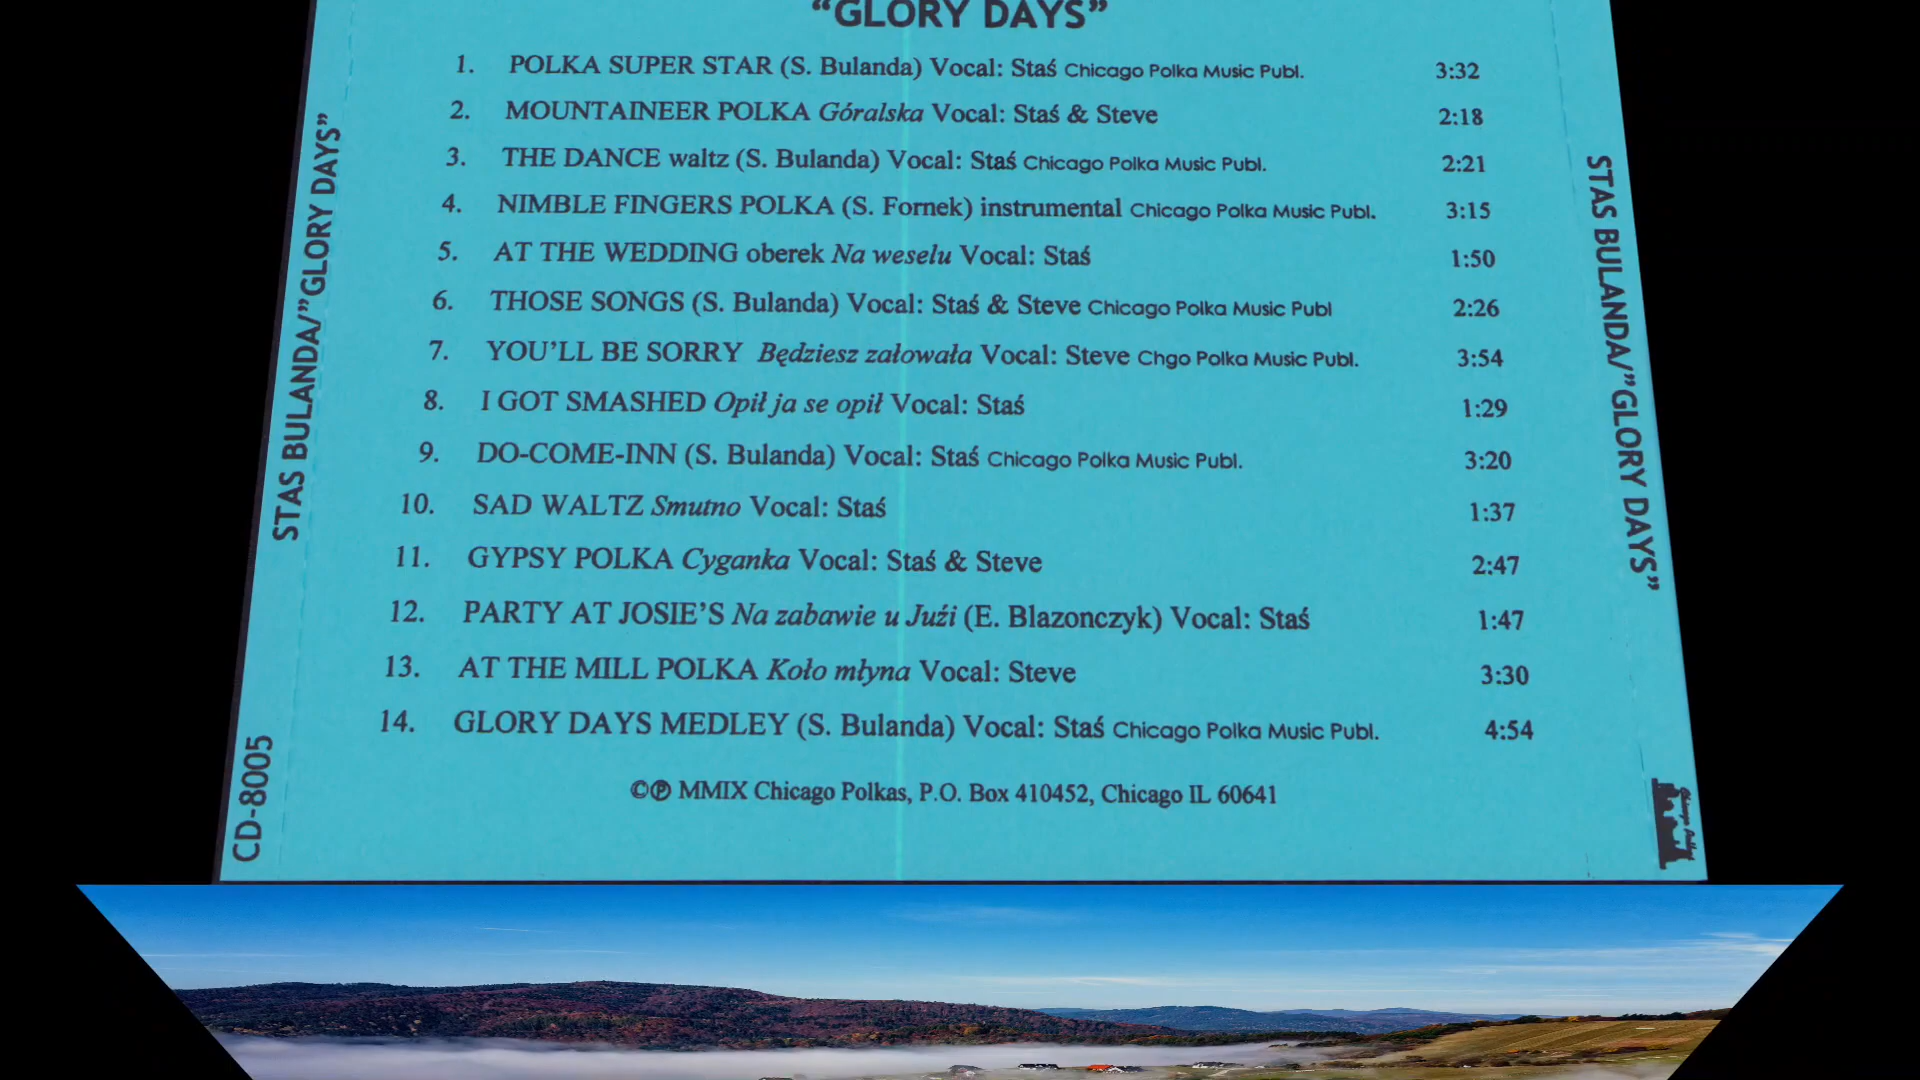 “GLORY DAYS”
1. POLKA SUPER STAR (S. Bulanda) Vocal: Staś Chicago Polka Music Publ. 3:32
2. MOUNTAINEER POLKA Góralska Vocal: Staś & Steve 2:18
3. THE DANCE waltz (S. Bulanda) Vocal: Staś Chicago Polka Music Publ. 2:21
4. NIMBLE FINGERS POLKA (S. Fornek) instrumental Chicago Polka Music Publ. 3:15
5. AT THE WEDDING oberek Na weselu Vocal: Staś 1:50
6. THOSE SONGS (S. Bulanda) Vocal: Staś & Steve Chicago Polka Music Publ 2:26
7. YOU’LL BE SORRY Będziesz załowała Vocal: Steve Chgo Polka Music Publ. 3:54
8. I GOT SMASHED Opił ja se opił Vocal: Staś 1:29
9. DO-COME-INN (S. Bulanda) Vocal: Staś Chicago Polka Music Publ. 3:20
10. SAD WALTZ Smutno Vocal: Staś 1:37
11. GYPSY POLKA Cyganka Vocal: Staś & Steve 2:47
12. PARTY AT JOSIE’S Na zabawie u Juźi (E. Blazonczyk) Vocal: Staś 1:47
13. AT THE MILL POLKA Koło młyna Vocal: Steve 3:30
14. GLORY DAYS MEDLEY (S. Bulanda) Vocal: Staś Chicago Polka Music Publ. 4:54
©℗ MMIX Chicago Polkas, P.O. Box 410452, Chicago IL 60641
STAS BULANDA/”GLORY DAYS”
CD-8005
STAS BULANDA/”GLORY DAYS”